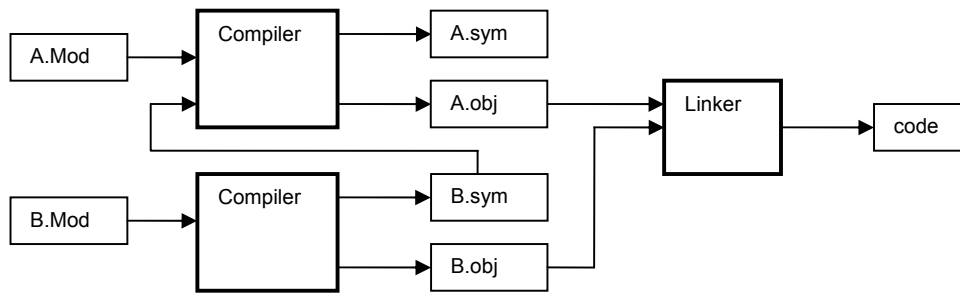 A.Mod
Compiler
A.sym
A.obj
Linker
code
B.Mod
Compiler
B.sym
B.obj